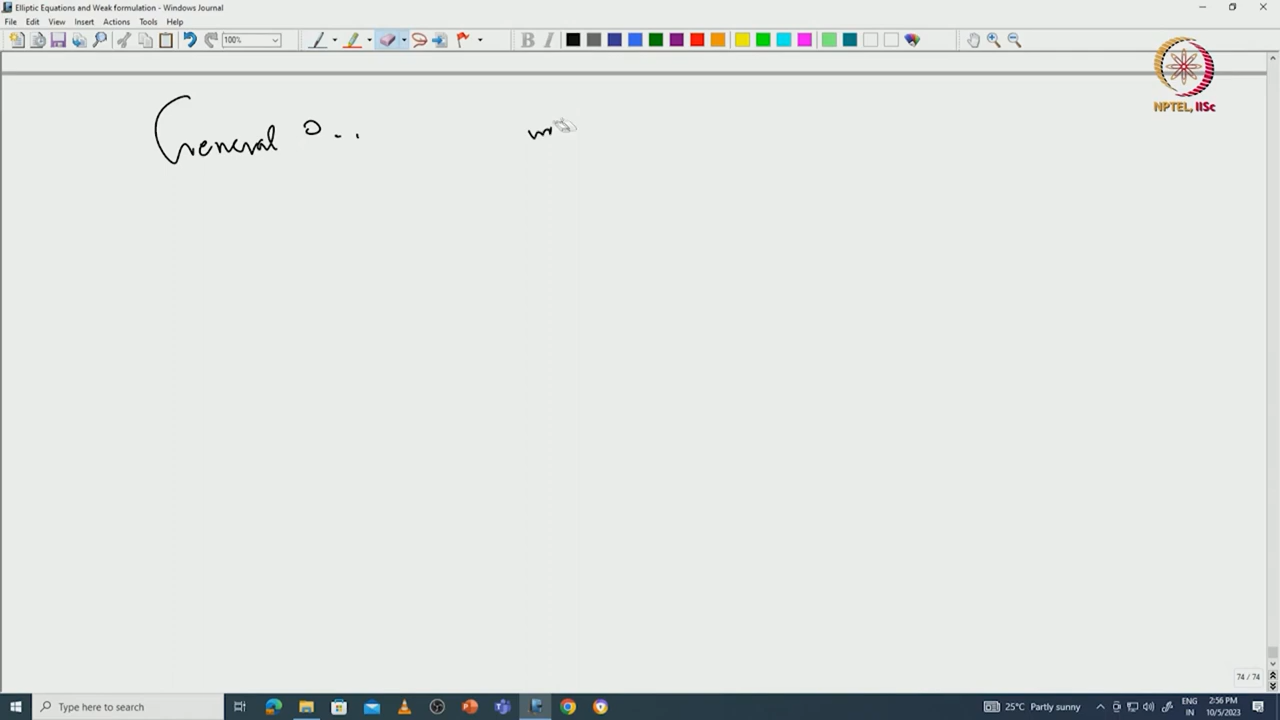 Elliptic Equations and Weak formulation - Windows Journal
File Edit View Insert Actions Tools Help
100%
B I
NPTEL, IISc
General
74 / 74
Type here to search
25°C Partly sunny
ENG
IN
2:56 PM
10/5/2023